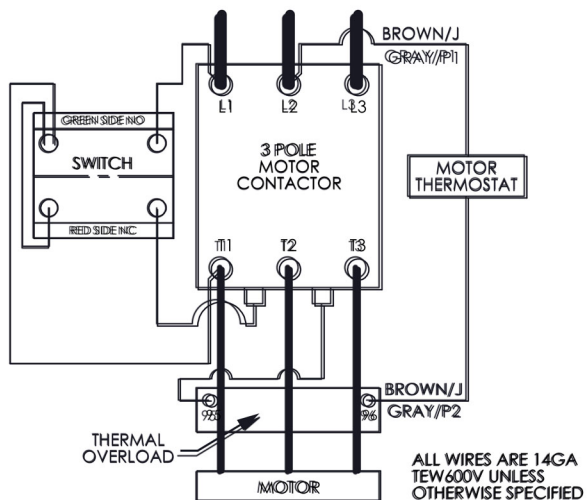 BROWN/J
GRAY/P1
L1
L2
L3
GREEN SIDE NO
SWITCH
RED SIDE NC
3 POLE
MOTOR
CONTACTOR
MOTOR
THERMOSTAT
T1
T2
T3
BROWN/J
GRAY/P2
95
96
THERMAL
OVERLOAD
MOTOR
ALL WIRES ARE 14GA
TEW600V UNLESS
OTHERWISE SPECIFIED